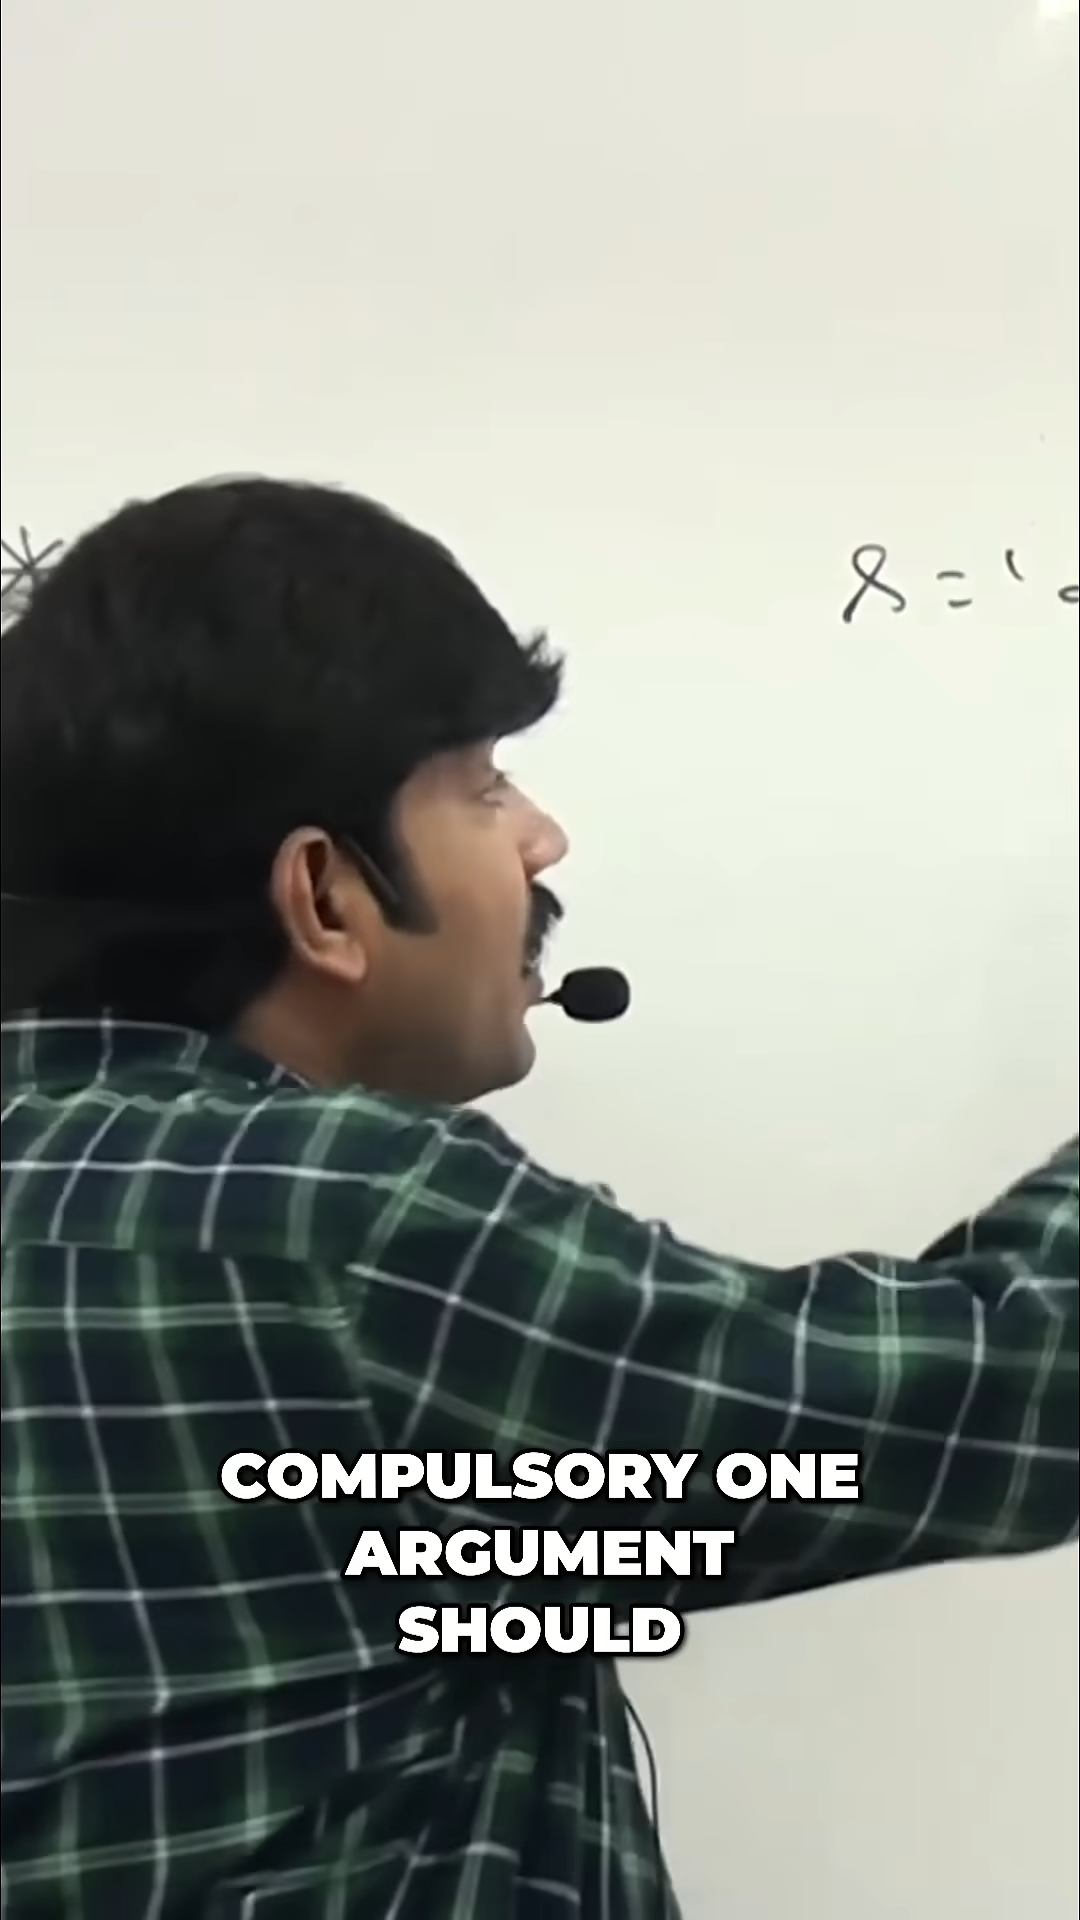 *
s = '
COMPULSORY ONE
ARGUMENT
SHOULD